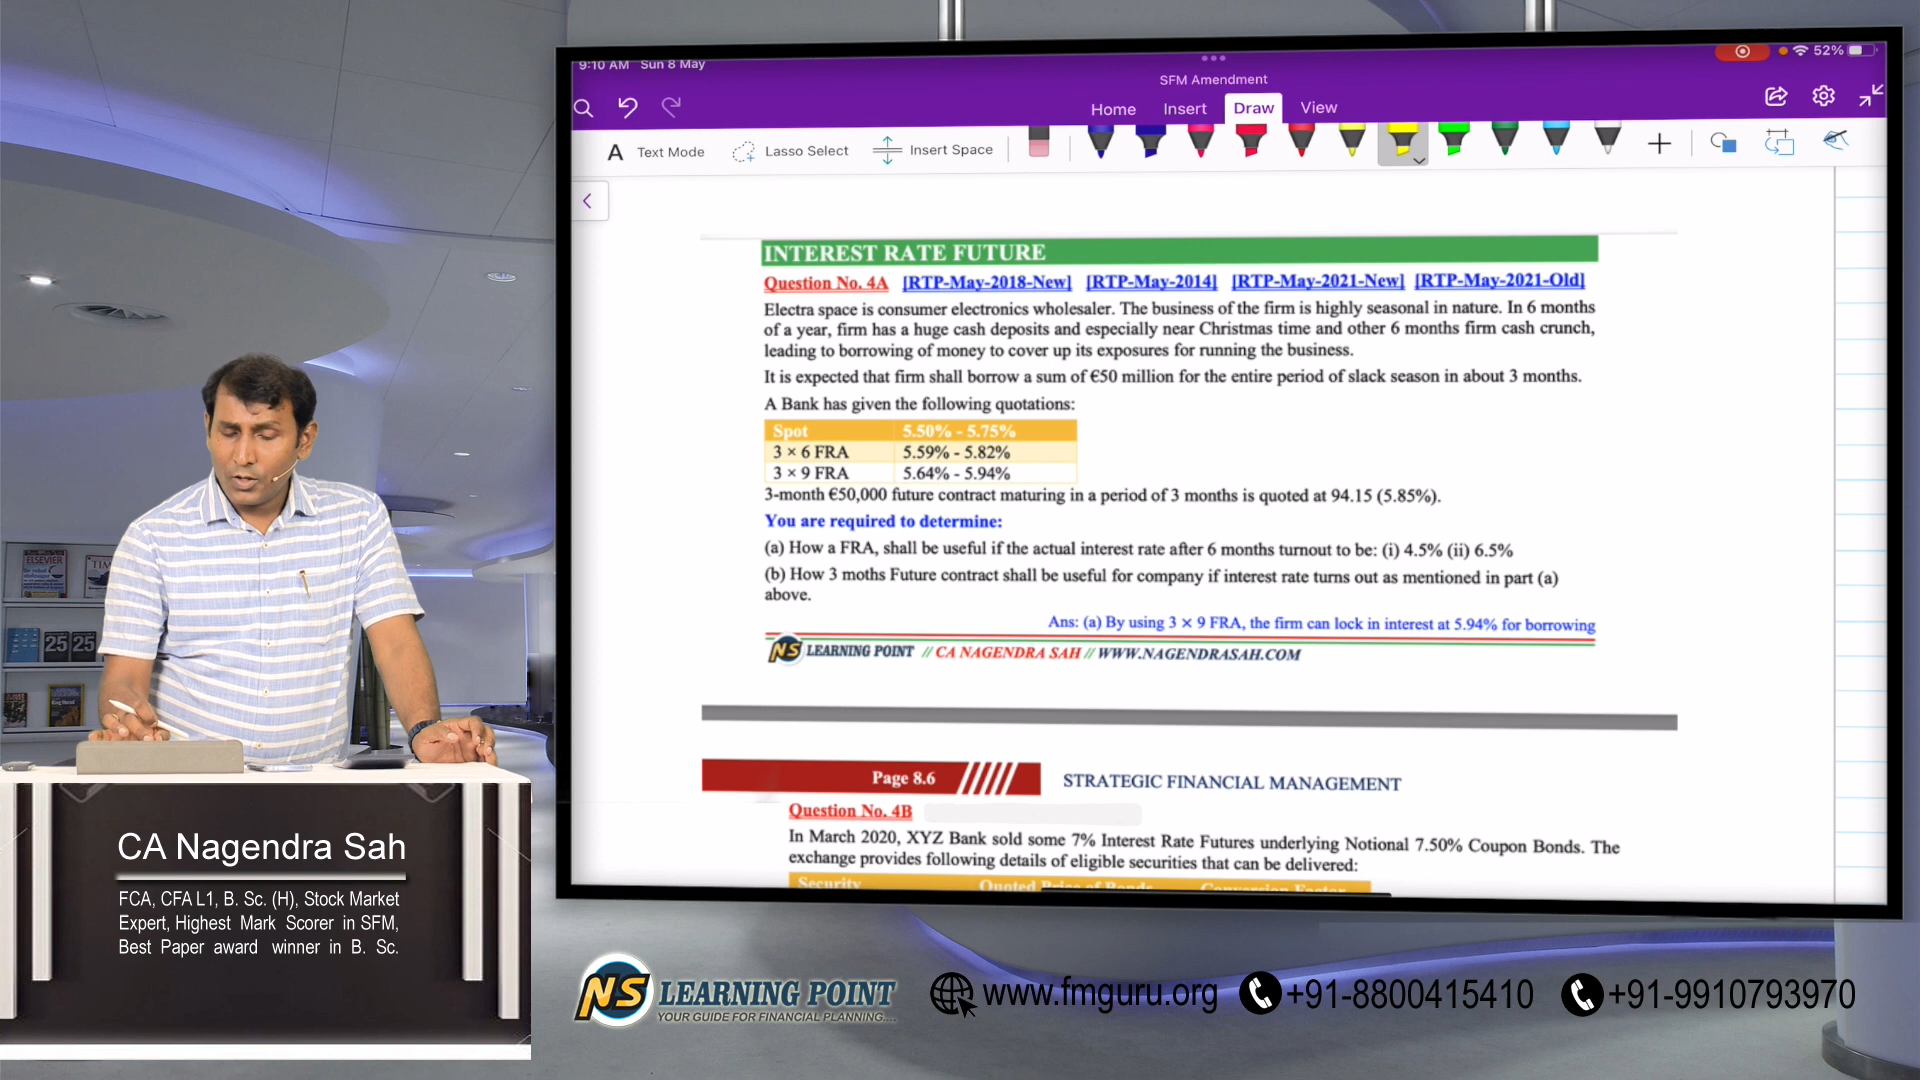 9:10 AM Sun 8 May
52%
SFM Amendment
Home Insert Draw View
A Text Mode Lasso Select Insert Space
INTEREST RATE FUTURE
Question No. 4A [RTP-May-2018-New] [RTP-May-2014] [RTP-May-2021-New] [RTP-May-2021-Old]
Electra space is consumer electronics wholesaler. The business of the firm is highly seasonal in nature. In 6 months
of a year, firm has a huge cash deposits and especially near Christmas time and other 6 months firm cash crunch,
leading to borrowing of money to cover up its exposures for running the business.
It is expected that firm shall borrow a sum of €50 million for the entire period of slack season in about 3 months.
A Bank has given the following quotations:
Spot 5.50% - 5.75%
3 × 6 FRA 5.59% - 5.82%
3 × 9 FRA 5.64% - 5.94%
3-month €50,000 future contract maturing in a period of 3 months is quoted at 94.15 (5.85%).
You are required to determine:
(a) How a FRA, shall be useful if the actual interest rate after 6 months turnout to be: (i) 4.5% (ii) 6.5%
(b) How 3 moths Future contract shall be useful for company if interest rate turns out as mentioned in part (a)
above.
Ans: (a) By using 3 × 9 FRA, the firm can lock in interest at 5.94% for borrowing
NS LEARNING POINT // CA NAGENDRA SAH // WWW.NAGENDRASAH.COM
Page 8.6 STRATEGIC FINANCIAL MANAGEMENT
Question No. 4B
In March 2020, XYZ Bank sold some 7% Interest Rate Futures underlying Notional 7.50% Coupon Bonds. The
exchange provides following details of eligible securities that can be delivered:
Security Quoted Price of Bonds Conversion Factor
ELSEVIER
25 25
CA Nagendra Sah
FCA, CFA L1, B. Sc. (H), Stock Market
Expert, Highest Mark Scorer in SFM,
Best Paper award winner in B. Sc.
NS LEARNING POINT
YOUR GUIDE FOR FINANCIAL PLANNING....
www.fmguru.org +91-8800415410 +91-9910793970